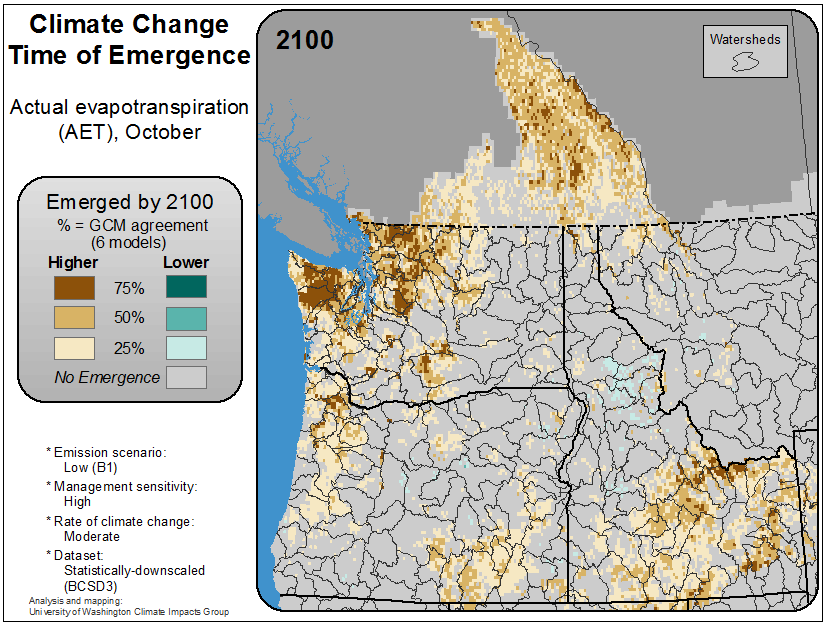 Climate Change
Time of Emergence
Actual evapotranspiration
(AET), October
Emerged by 2100
% = GCM agreement
(6 models)
Higher Lower
75%
50%
25%
No Emergence
* Emission scenario:
Low (B1)
* Management sensitivity:
High
* Rate of climate change:
Moderate
* Dataset:
Statistically-downscaled
(BCSD3)
Analysis and mapping:
University of Washington Climate Impacts Group
2100
Watersheds